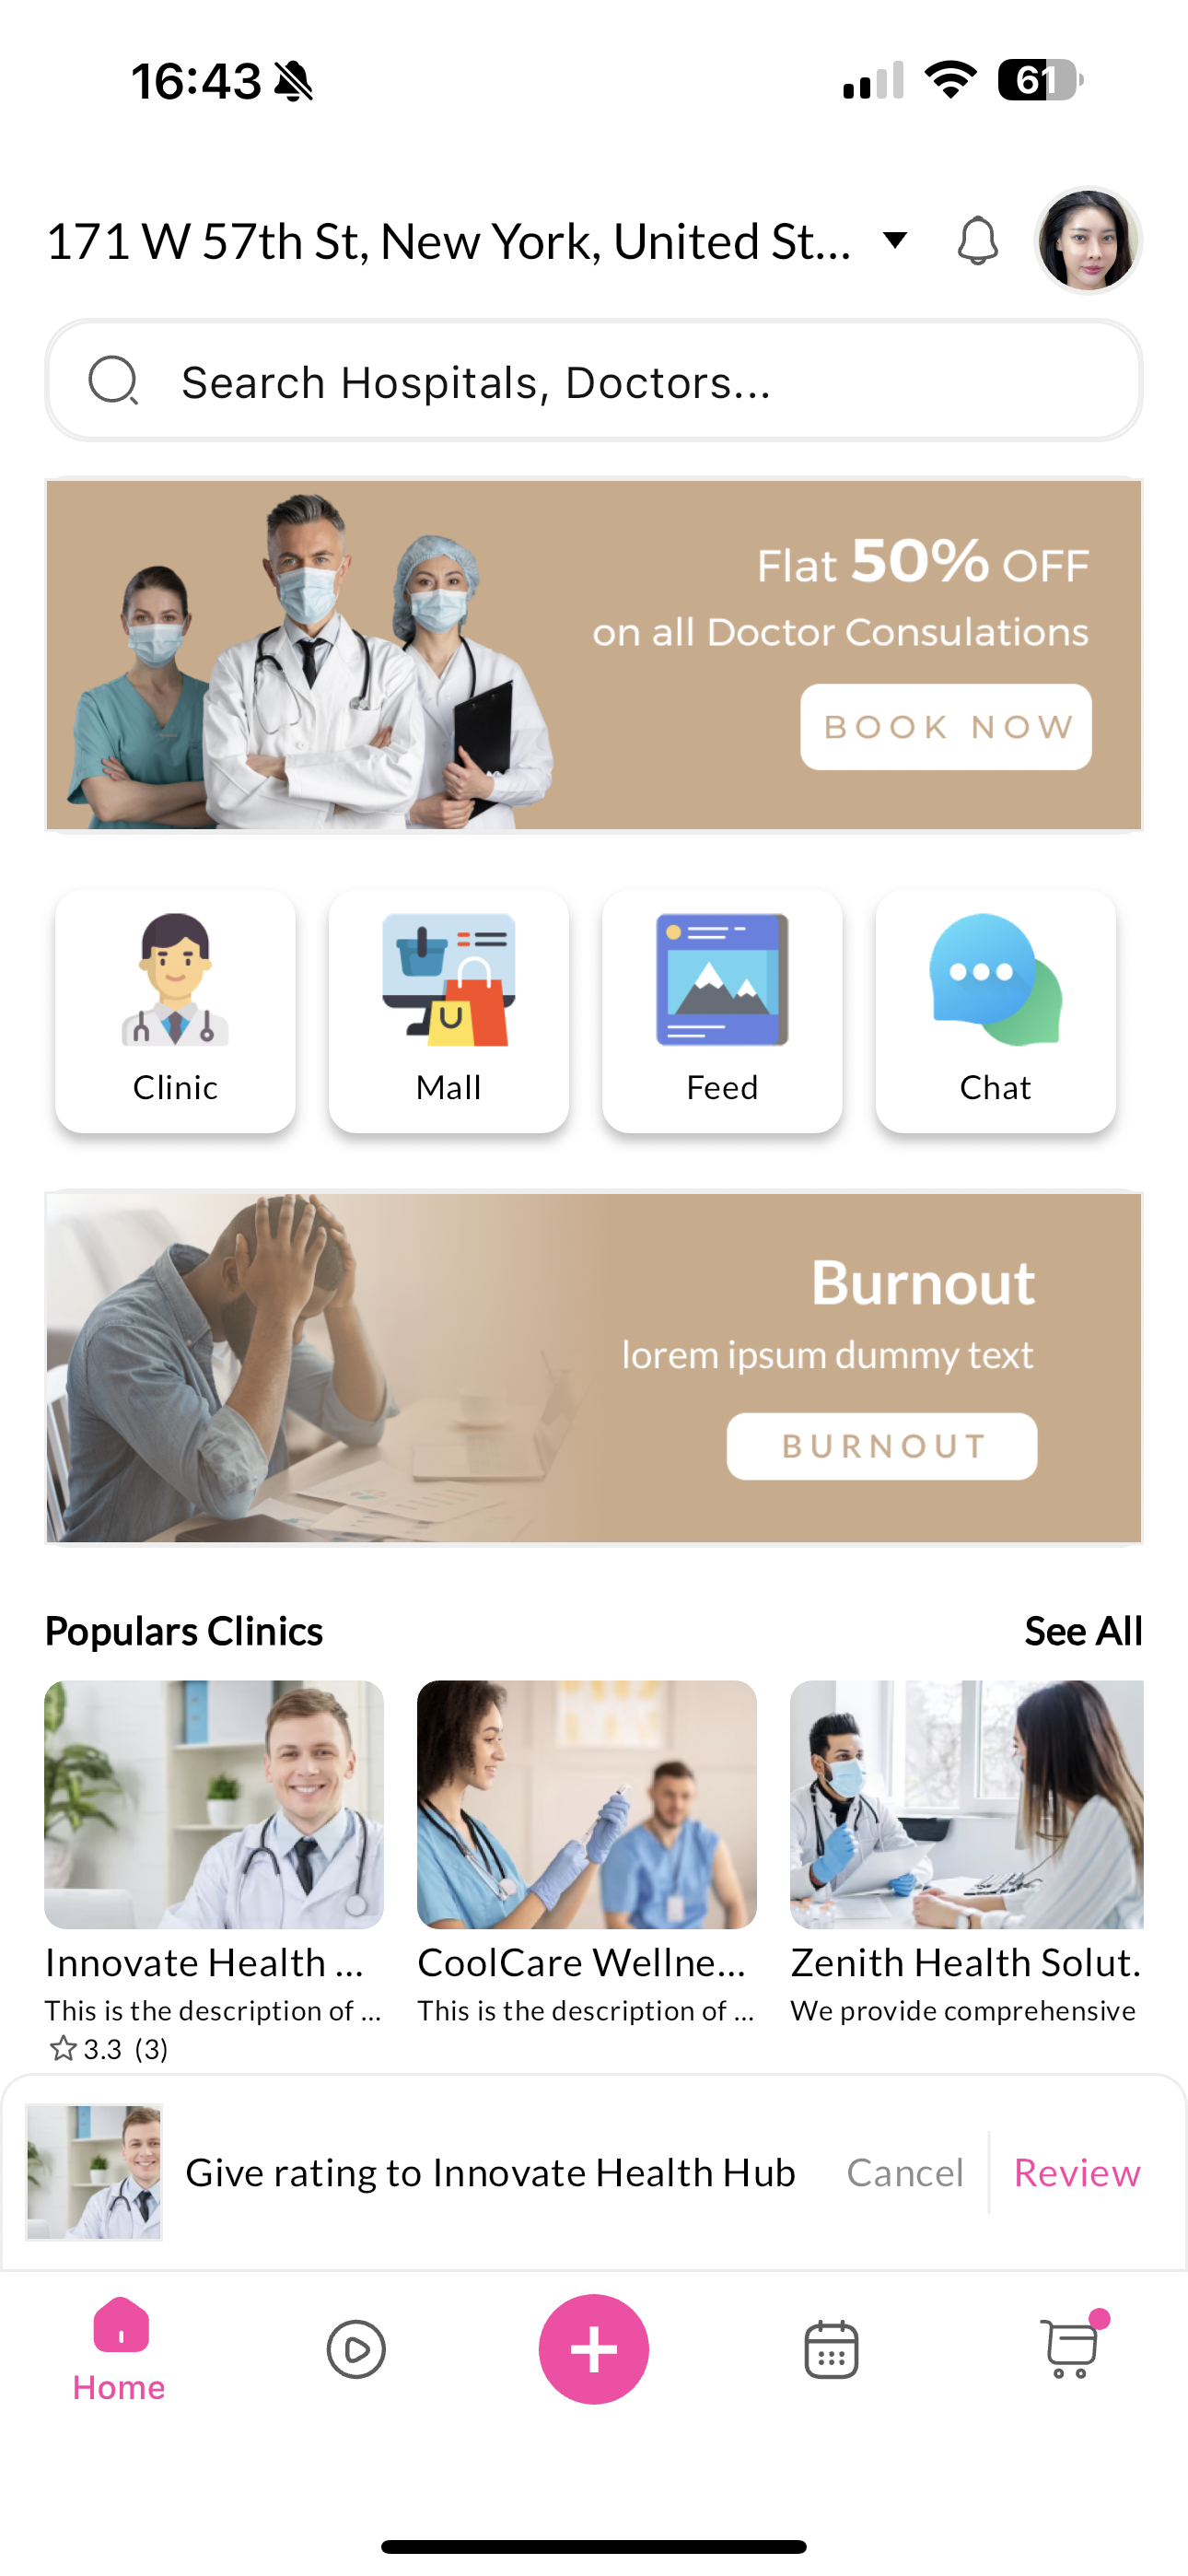 16:43
61
171 W 57th St, New York, United St...
Search Hospitals, Doctors...
Flat 50% OFF
on all Doctor Consulations
BOOK NOW
Clinic
Mall
Feed
Chat
Burnout
lorem ipsum dummy text
BURNOUT
Populars Clinics
See All
Innovate Health ...
CoolCare Wellne...
Zenith Health Solut.
This is the description of ...
This is the description of ...
We provide comprehensive
3.3 (3)
Give rating to Innovate Health Hub
Cancel
Review
Home